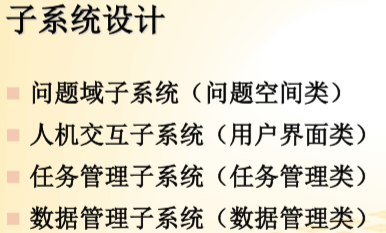 子系统设计
问题域子系统（问题空间类）
人机交互子系统（用户界面类）
任务管理子系统（任务管理类）
数据管理子系统（数据管理类）